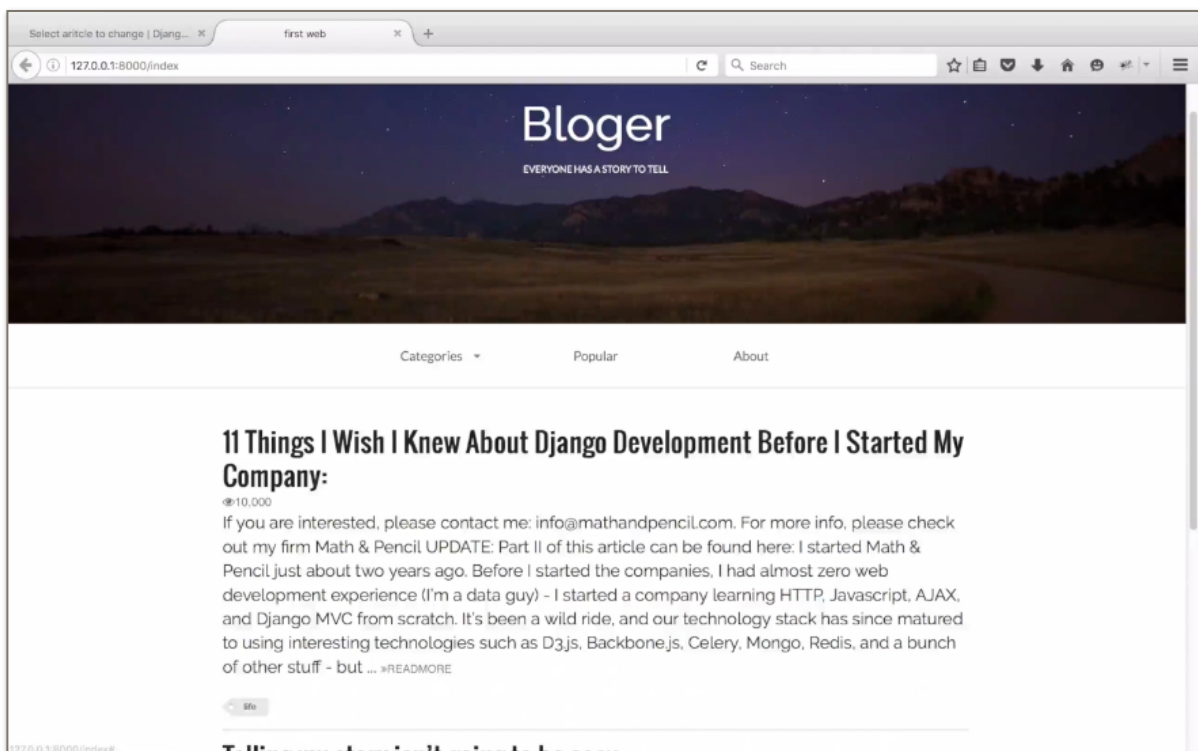 Select aritcle to change | Djang...
first web
127.0.0.1:8000/index
Search
Bloger
EVERYONE HAS A STORY TO TELL
Categories
Popular
About
11 Things I Wish I Knew About Django Development Before I Started My
Company:
10,000
If you are interested, please contact me: info@mathandpencil.com. For more info, please check
out my firm Math & Pencil UPDATE: Part II of this article can be found here: I started Math &
Pencil just about two years ago. Before I started the companies, I had almost zero web
development experience (I'm a data guy) - I started a company learning HTTP, Javascript, AJAX,
and Django MVC from scratch. It's been a wild ride, and our technology stack has since matured
to using interesting technologies such as D3.js, Backbone.js, Celery, Mongo, Redis, and a bunch
of other stuff - but ... »READMORE
life
127.0.0.1:8000/index#